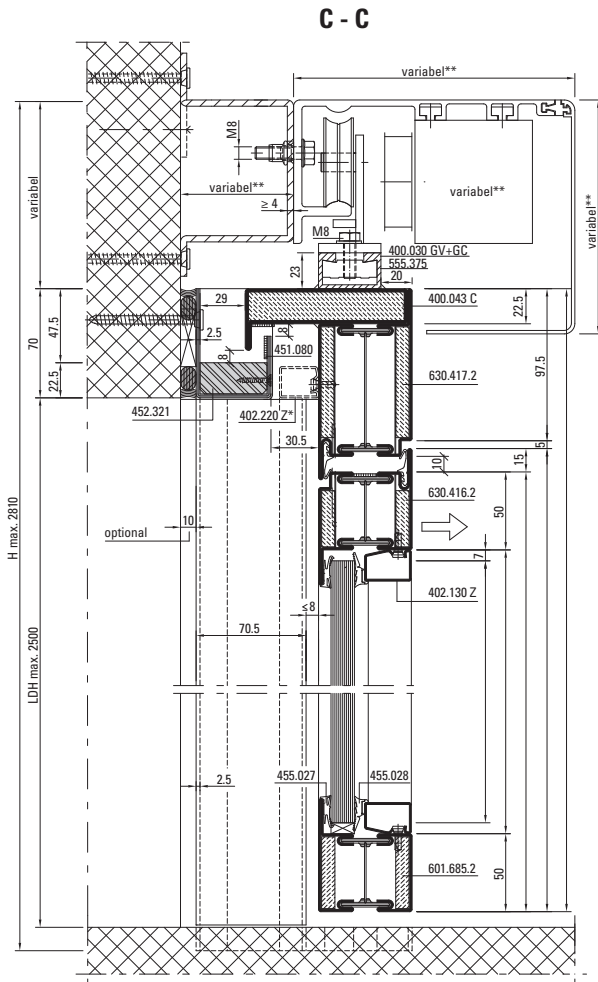 C - C
variabel**
M8
variabel**
variabel**
variabel**
≥ 4
M8
variabel
23
400.030 GV+GC
555.375
20
29
400.043 C
22.5
47.5
2.5
8
8
451.080
70
97.5
22.5
630.417.2
452.321
402.220 Z*
30.5
5
10
15
630.416.2
50
10
optional
7
402.130 Z
H max. 2810
LDH max. 2500
≤ 8
70.5
2.5
455.027
455.028
601.685.2
50